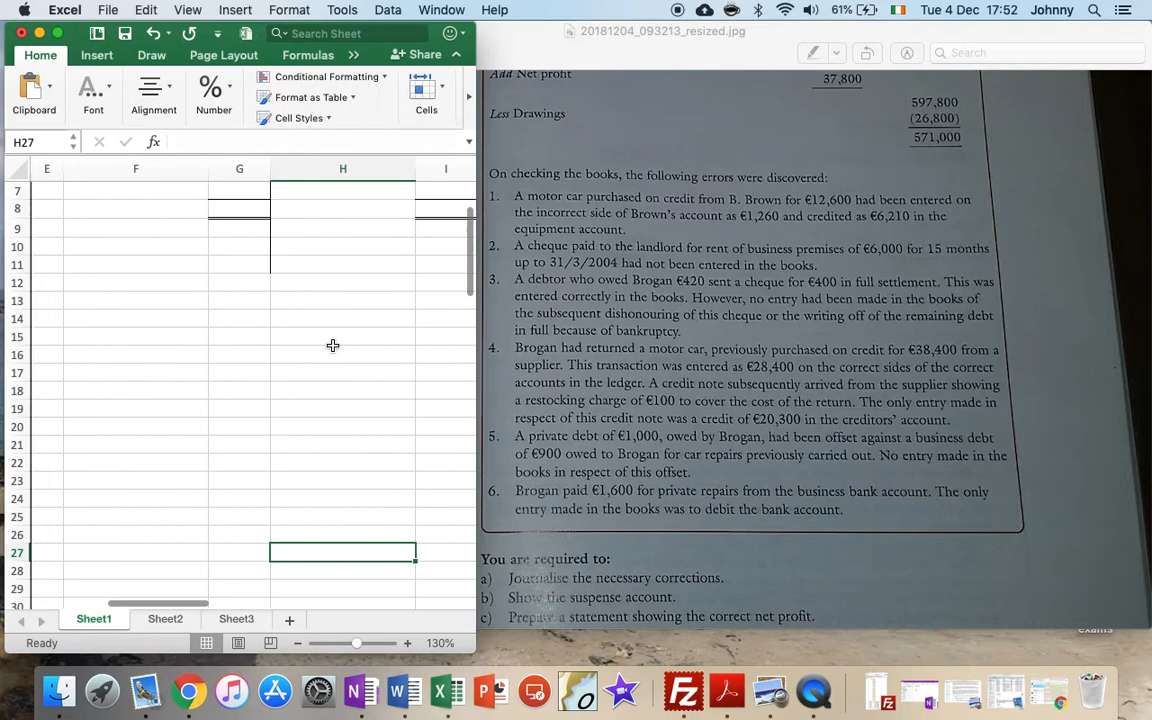 Excel File Edit View Insert Format Tools Data Window Help 61% Tue 4 Dec 17:52 Johnny
Search Sheet
20181204_093213_resized.jpg
Home Insert Draw Page Layout Formulas Share
Search
Clipboard Font Alignment Number Conditional Formatting Format as Table Cell Styles Cells
H27 fx
E F G H I
7
8
9
10
11
12
13
14
15
16
17
18
19
20
21
22
23
24
25
26
27
28
29
30
Sheet1 Sheet2 Sheet3
Ready 130%
Add Net profit 37,800
597,800
Less Drawings (26,800)
571,000
On checking the books, the following errors were discovered:
1. A motor car purchased on credit from B. Brown for €12,600 had been entered on
the incorrect side of Brown's account as €1,260 and credited as €6,210 in the
equipment account.
2. A cheque paid to the landlord for rent of business premises of €6,000 for 15 months
up to 31/3/2004 had not been entered in the books.
3. A debtor who owed Brogan €420 sent a cheque for €400 in full settlement. This was
entered correctly in the books. However, no entry had been made in the books of
the subsequent dishonouring of this cheque or the writing off of the remaining debt
in full because of bankruptcy.
4. Brogan had returned a motor car, previously purchased on credit for €38,400 from a
supplier. This transaction was entered as €28,400 on the correct sides of the correct
accounts in the ledger. A credit note subsequently arrived from the supplier showing
a restocking charge of €100 to cover the cost of the return. The only entry made in
respect of this credit note was a credit of €20,300 in the creditors' account.
5. A private debt of €1,000, owed by Brogan, had been offset against a business debt
of €900 owed to Brogan for car repairs previously carried out. No entry made in the
books in respect of this offset.
6. Brogan paid €1,600 for private repairs from the business bank account. The only
entry made in the books was to debit the bank account.
You are required to:
a) Journalise the necessary corrections.
b) Show the suspense account.
c) Prepare a statement showing the correct net profit.
exams